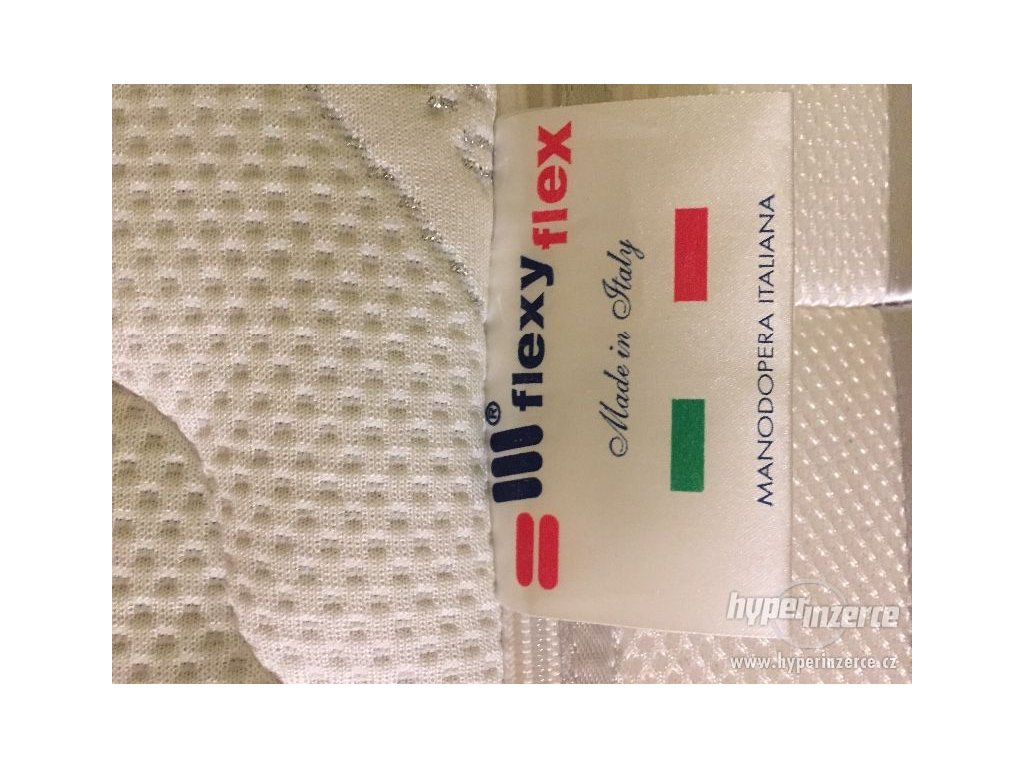 ® flexyflex
Made in Italy
MANODOPERA ITALIANA
hyperinzerce
www.hyperinzerce.cz